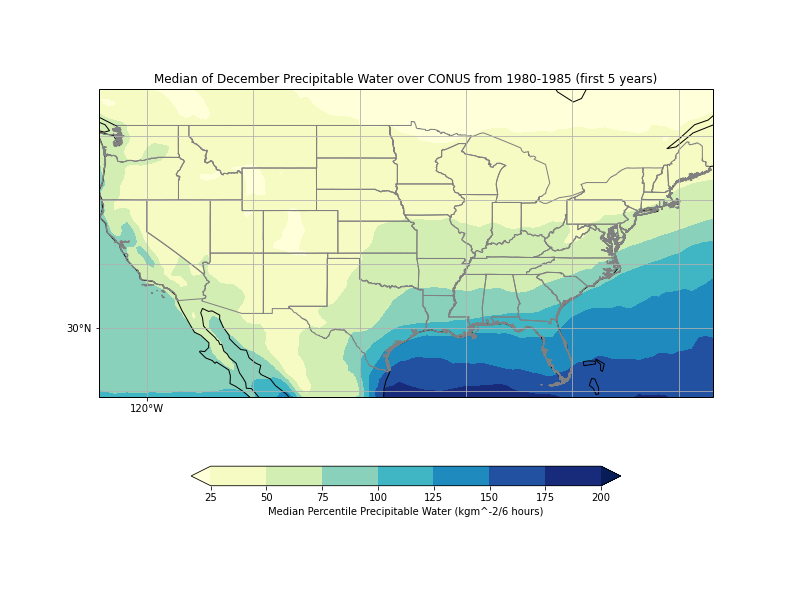 Median of December Precipitable Water over CONUS from 1980-1985 (first 5 years)
30°N
120°W
25 50 75 100 125 150 175 200
Median Percentile Precipitable Water (kgm^-2/6 hours)